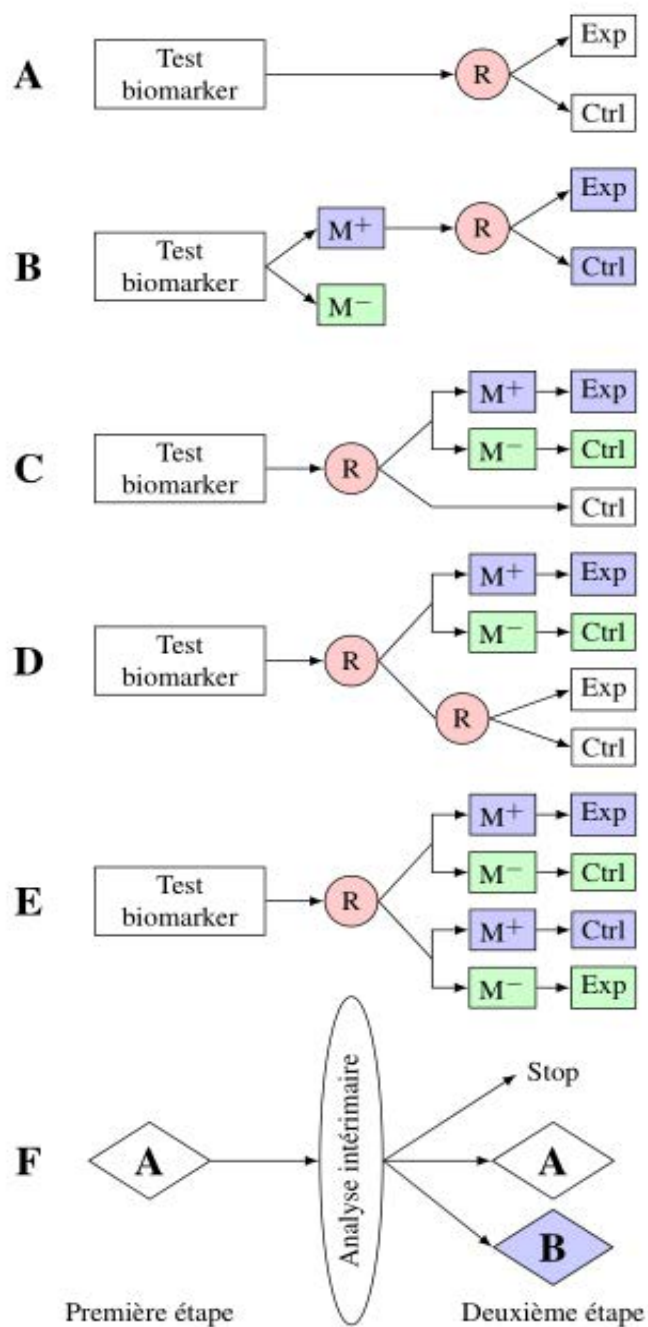 A
Test
biomarker
R
Exp
Ctrl
B
Test
biomarker
M+
M−
R
Exp
Ctrl
C
Test
biomarker
R
M+
Exp
M−
Ctrl
Ctrl
D
Test
biomarker
R
M+
Exp
M−
Ctrl
R
Exp
Ctrl
E
Test
biomarker
R
M+
Exp
M−
Ctrl
M+
Ctrl
M−
Exp
F
A
Analyse intérimaire
Stop
A
B
Première étape
Deuxième étape